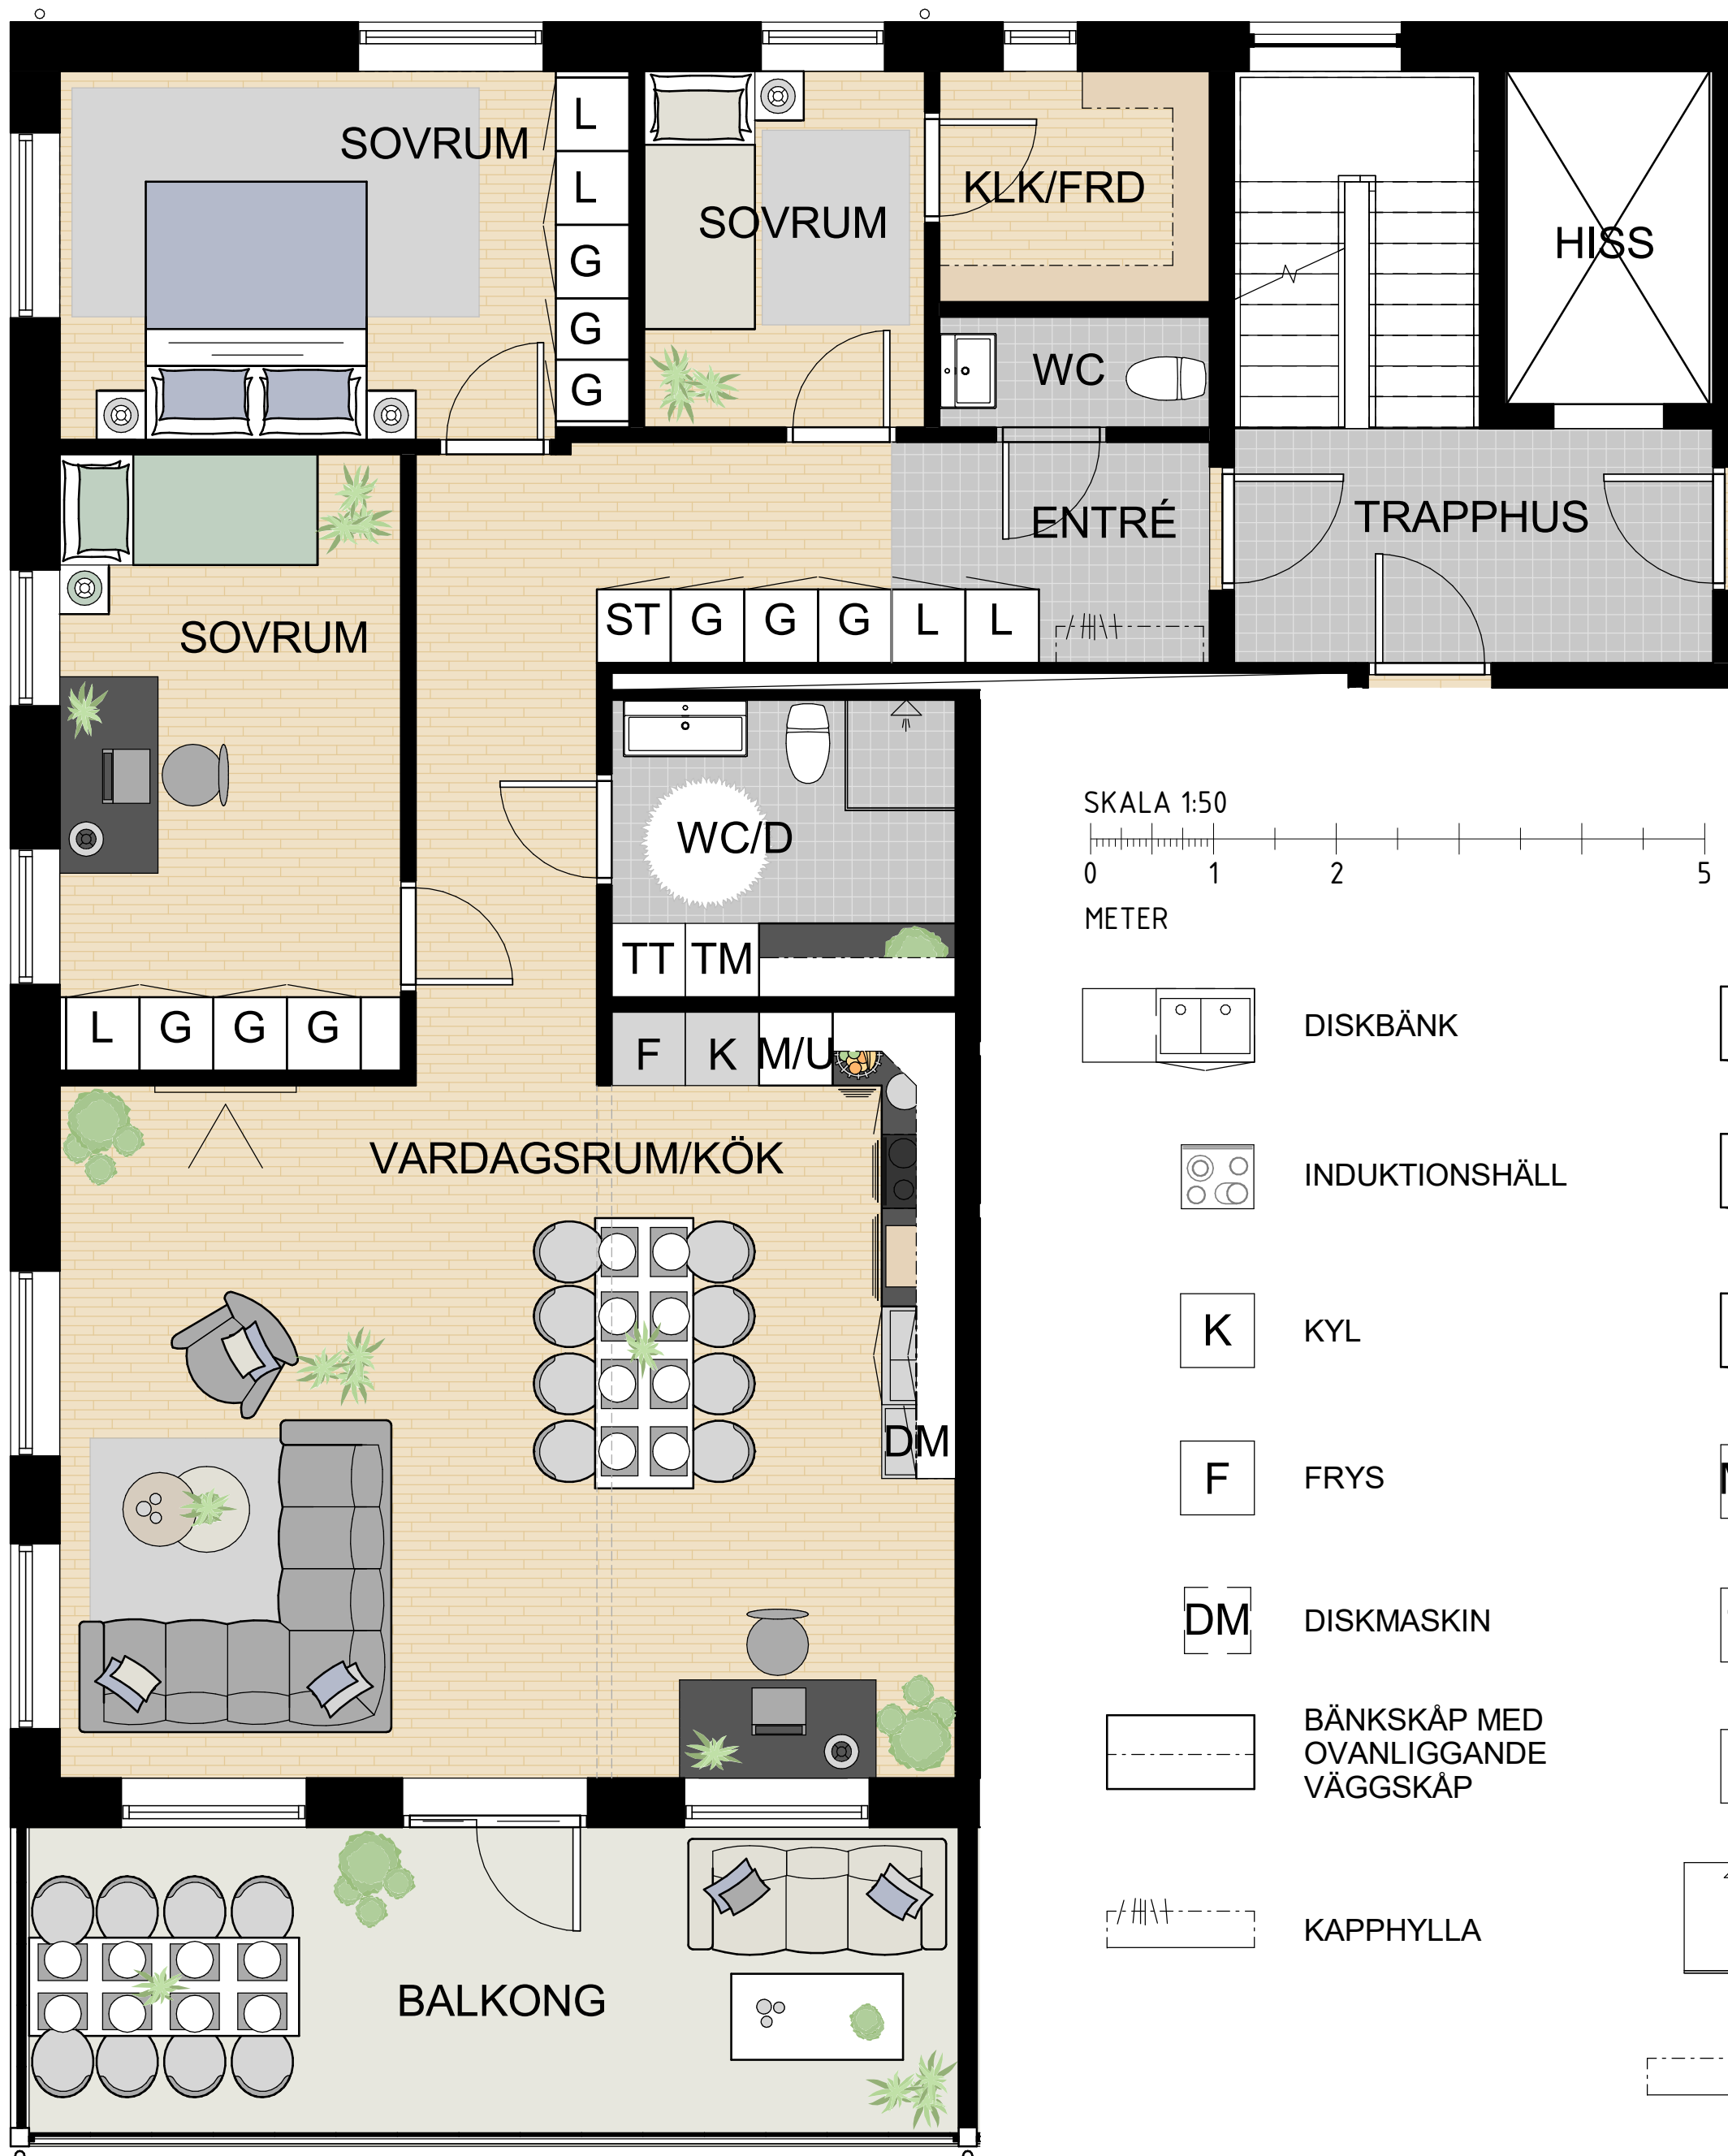 SOVRUM
L
L
G
G
G
SOVRUM
KLK/FRD
HISS
WC
ENTRÉ
TRAPPHUS
ST G G G L L
SOVRUM
WC/D
TT TM
L G G G
F K M/U
VARDAGSRUM/KÖK
DM
BALKONG
SKALA 1:50
0 1 2 5
METER
DISKBÄNK
INDUKTIONSHÄLL
K KYL
F FRYS
DM DISKMASKIN
BÄNKSKÅP MED
OVANLIGGANDE
VÄGGSKÅP
KAPPHYLLA